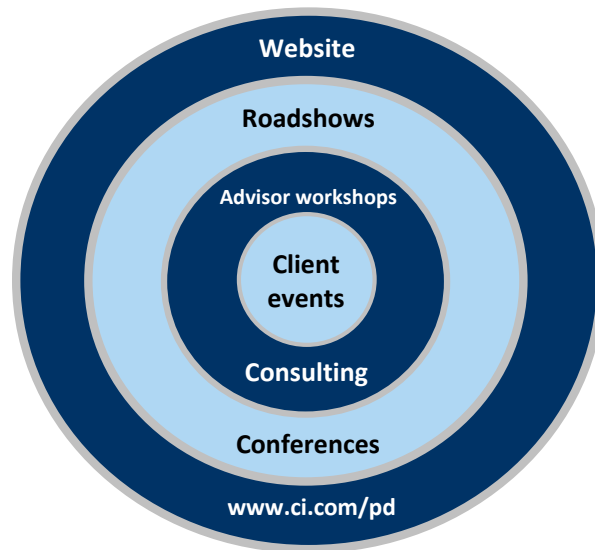 Website
Roadshows
Advisor workshops
Client
events
Consulting
Conferences
www.ci.com/pd